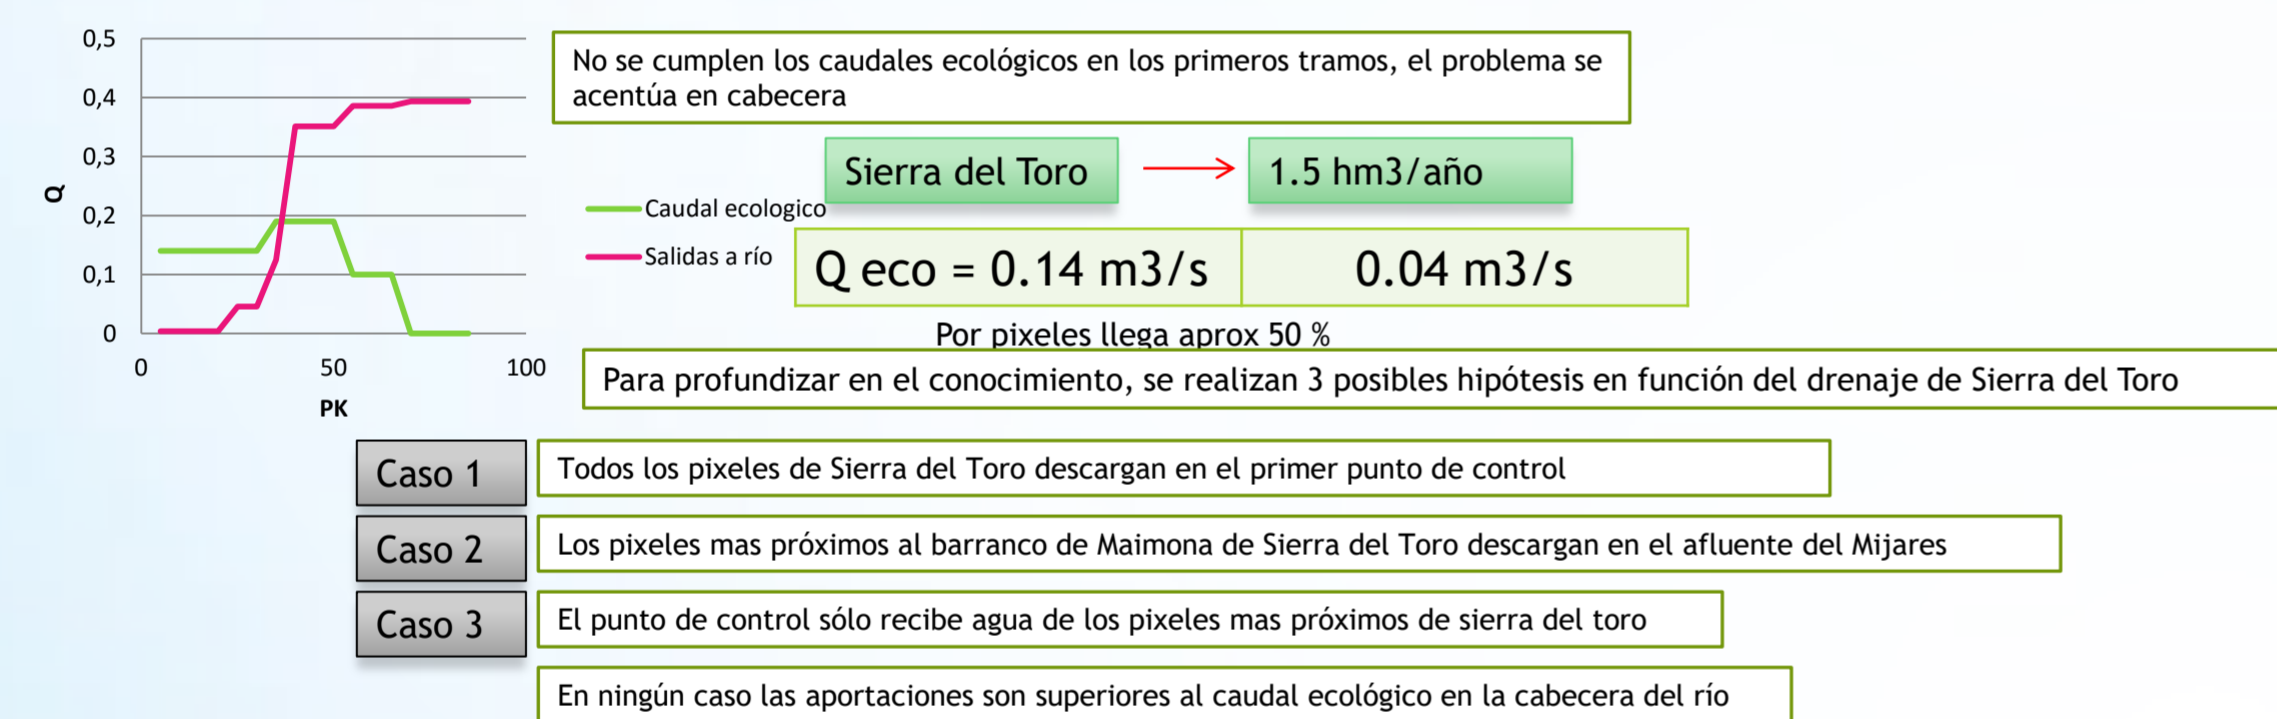 0,5
0,4
0,3
0,2
0,1
0
Q
0
50
100
PK
Caudal ecologico
Salidas a río
No se cumplen los caudales ecológicos en los primeros tramos, el problema se
acentúa en cabecera
Sierra del Toro
1.5 hm3/año
Q eco = 0.14 m3/s
0.04 m3/s
Por pixeles llega aprox 50 %
Para profundizar en el conocimiento, se realizan 3 posibles hipótesis en función del drenaje de Sierra del Toro
Caso 1
Todos los pixeles de Sierra del Toro descargan en el primer punto de control
Caso 2
Los pixeles mas próximos al barranco de Maimona de Sierra del Toro descargan en el afluente del Mijares
Caso 3
El punto de control sólo recibe agua de los pixeles mas próximos de sierra del toro
En ningún caso las aportaciones son superiores al caudal ecológico en la cabecera del río